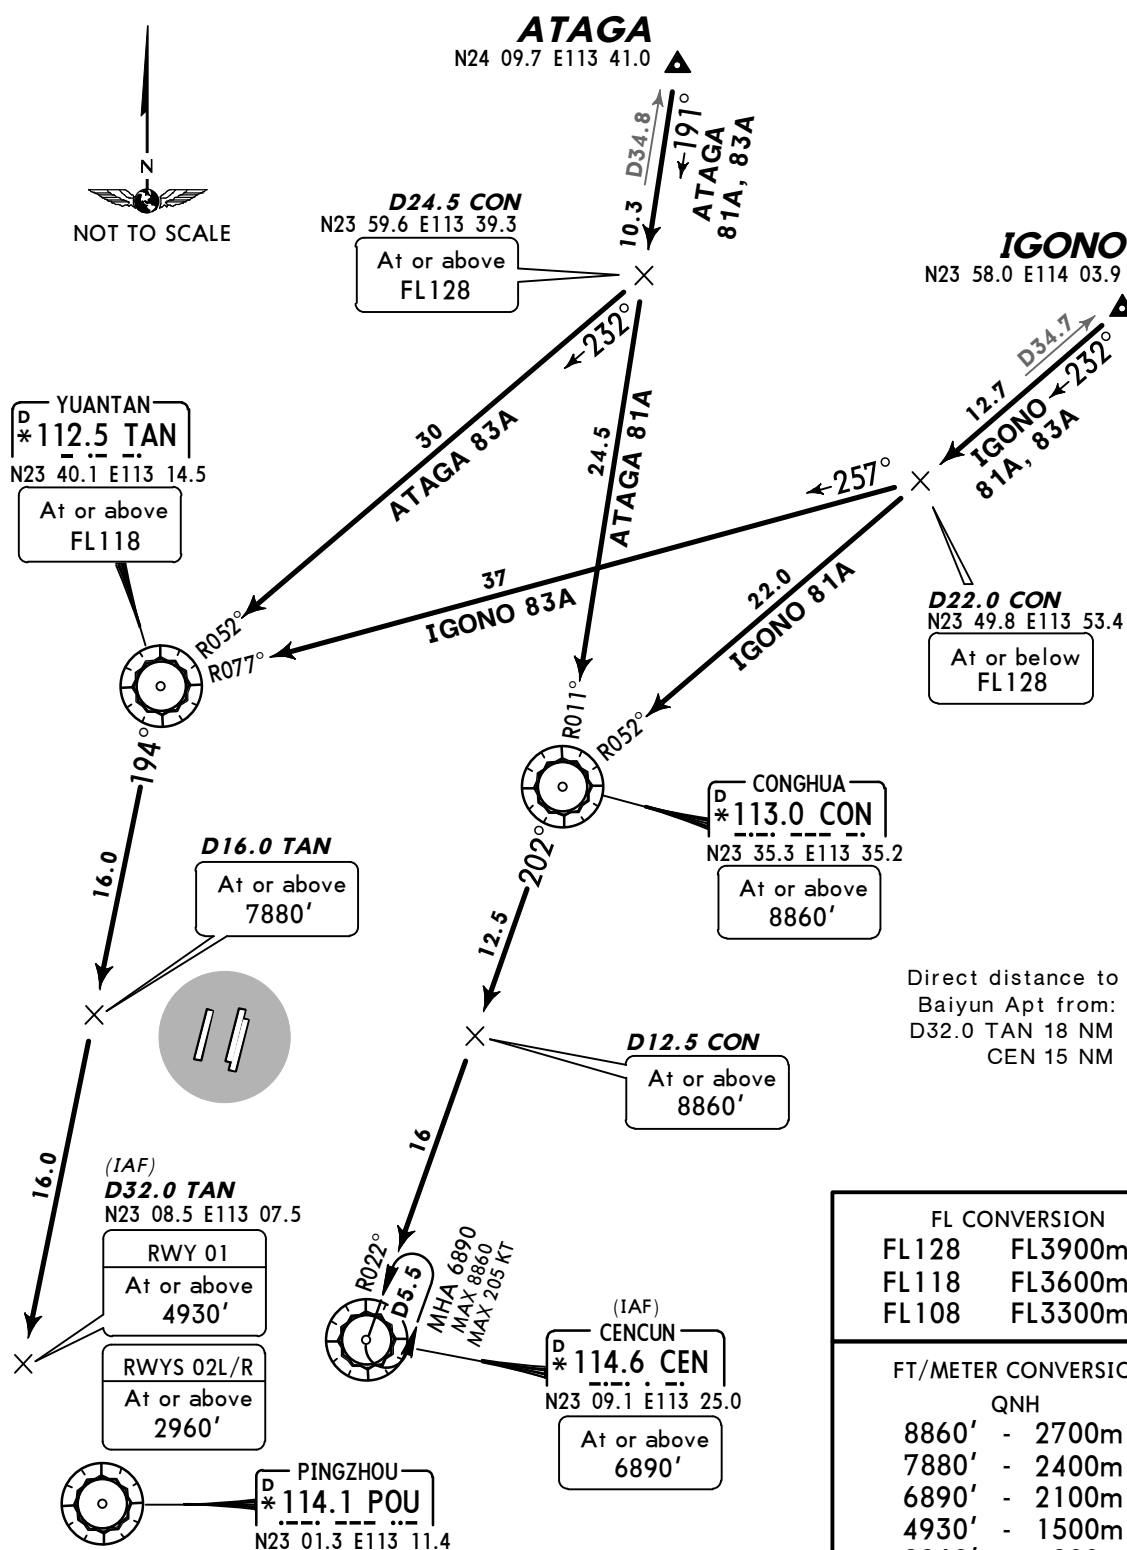 ATAGA
N24 09.7 E113 41.0
N
NOT TO SCALE
D34.8
10.3
←191°
ATAGA
81A, 83A
D24.5 CON
N23 59.6 E113 39.3
At or above
FL128
IGONO
N23 58.0 E114 03.9
D34.7
12.7
←232°
IGONO
81A, 83A
←232°
30
ATAGA 83A
24.5
ATAGA 81A
←257°
37
IGONO 83A
22.0
IGONO 81A
YUANTAN
D
* 112.5 TAN
N23 40.1 E113 14.5
At or above
FL118
R052°
R077°
D22.0 CON
N23 49.8 E113 53.4
At or below
FL128
R011°
R052°
194°
16.0
CONGHUA
D
* 113.0 CON
N23 35.3 E113 35.2
At or above
8860'
202°
12.5
D16.0 TAN
At or above
7880'
Direct distance to
Baiyun Apt from:
D32.0 TAN 18 NM
CEN 15 NM
D12.5 CON
At or above
8860'
16
16.0
(IAF)
D32.0 TAN
N23 08.5 E113 07.5
RWY 01
At or above
4930'
RWYS 02L/R
At or above
2960'
R022°
D5.5
MHA 6890
MAX 8860
MAX 205 KT
(IAF)
CENCUN
D
* 114.6 CEN
N23 09.1 E113 25.0
At or above
6890'
PINGZHOU
D
* 114.1 POU
N23 01.3 E113 11.4
FL CONVERSION
FL128 FL3900m
FL118 FL3600m
FL108 FL3300m
FT/METER CONVERSIO
QNH
8860' - 2700m
7880' - 2400m
6890' - 2100m
4930' - 1500m